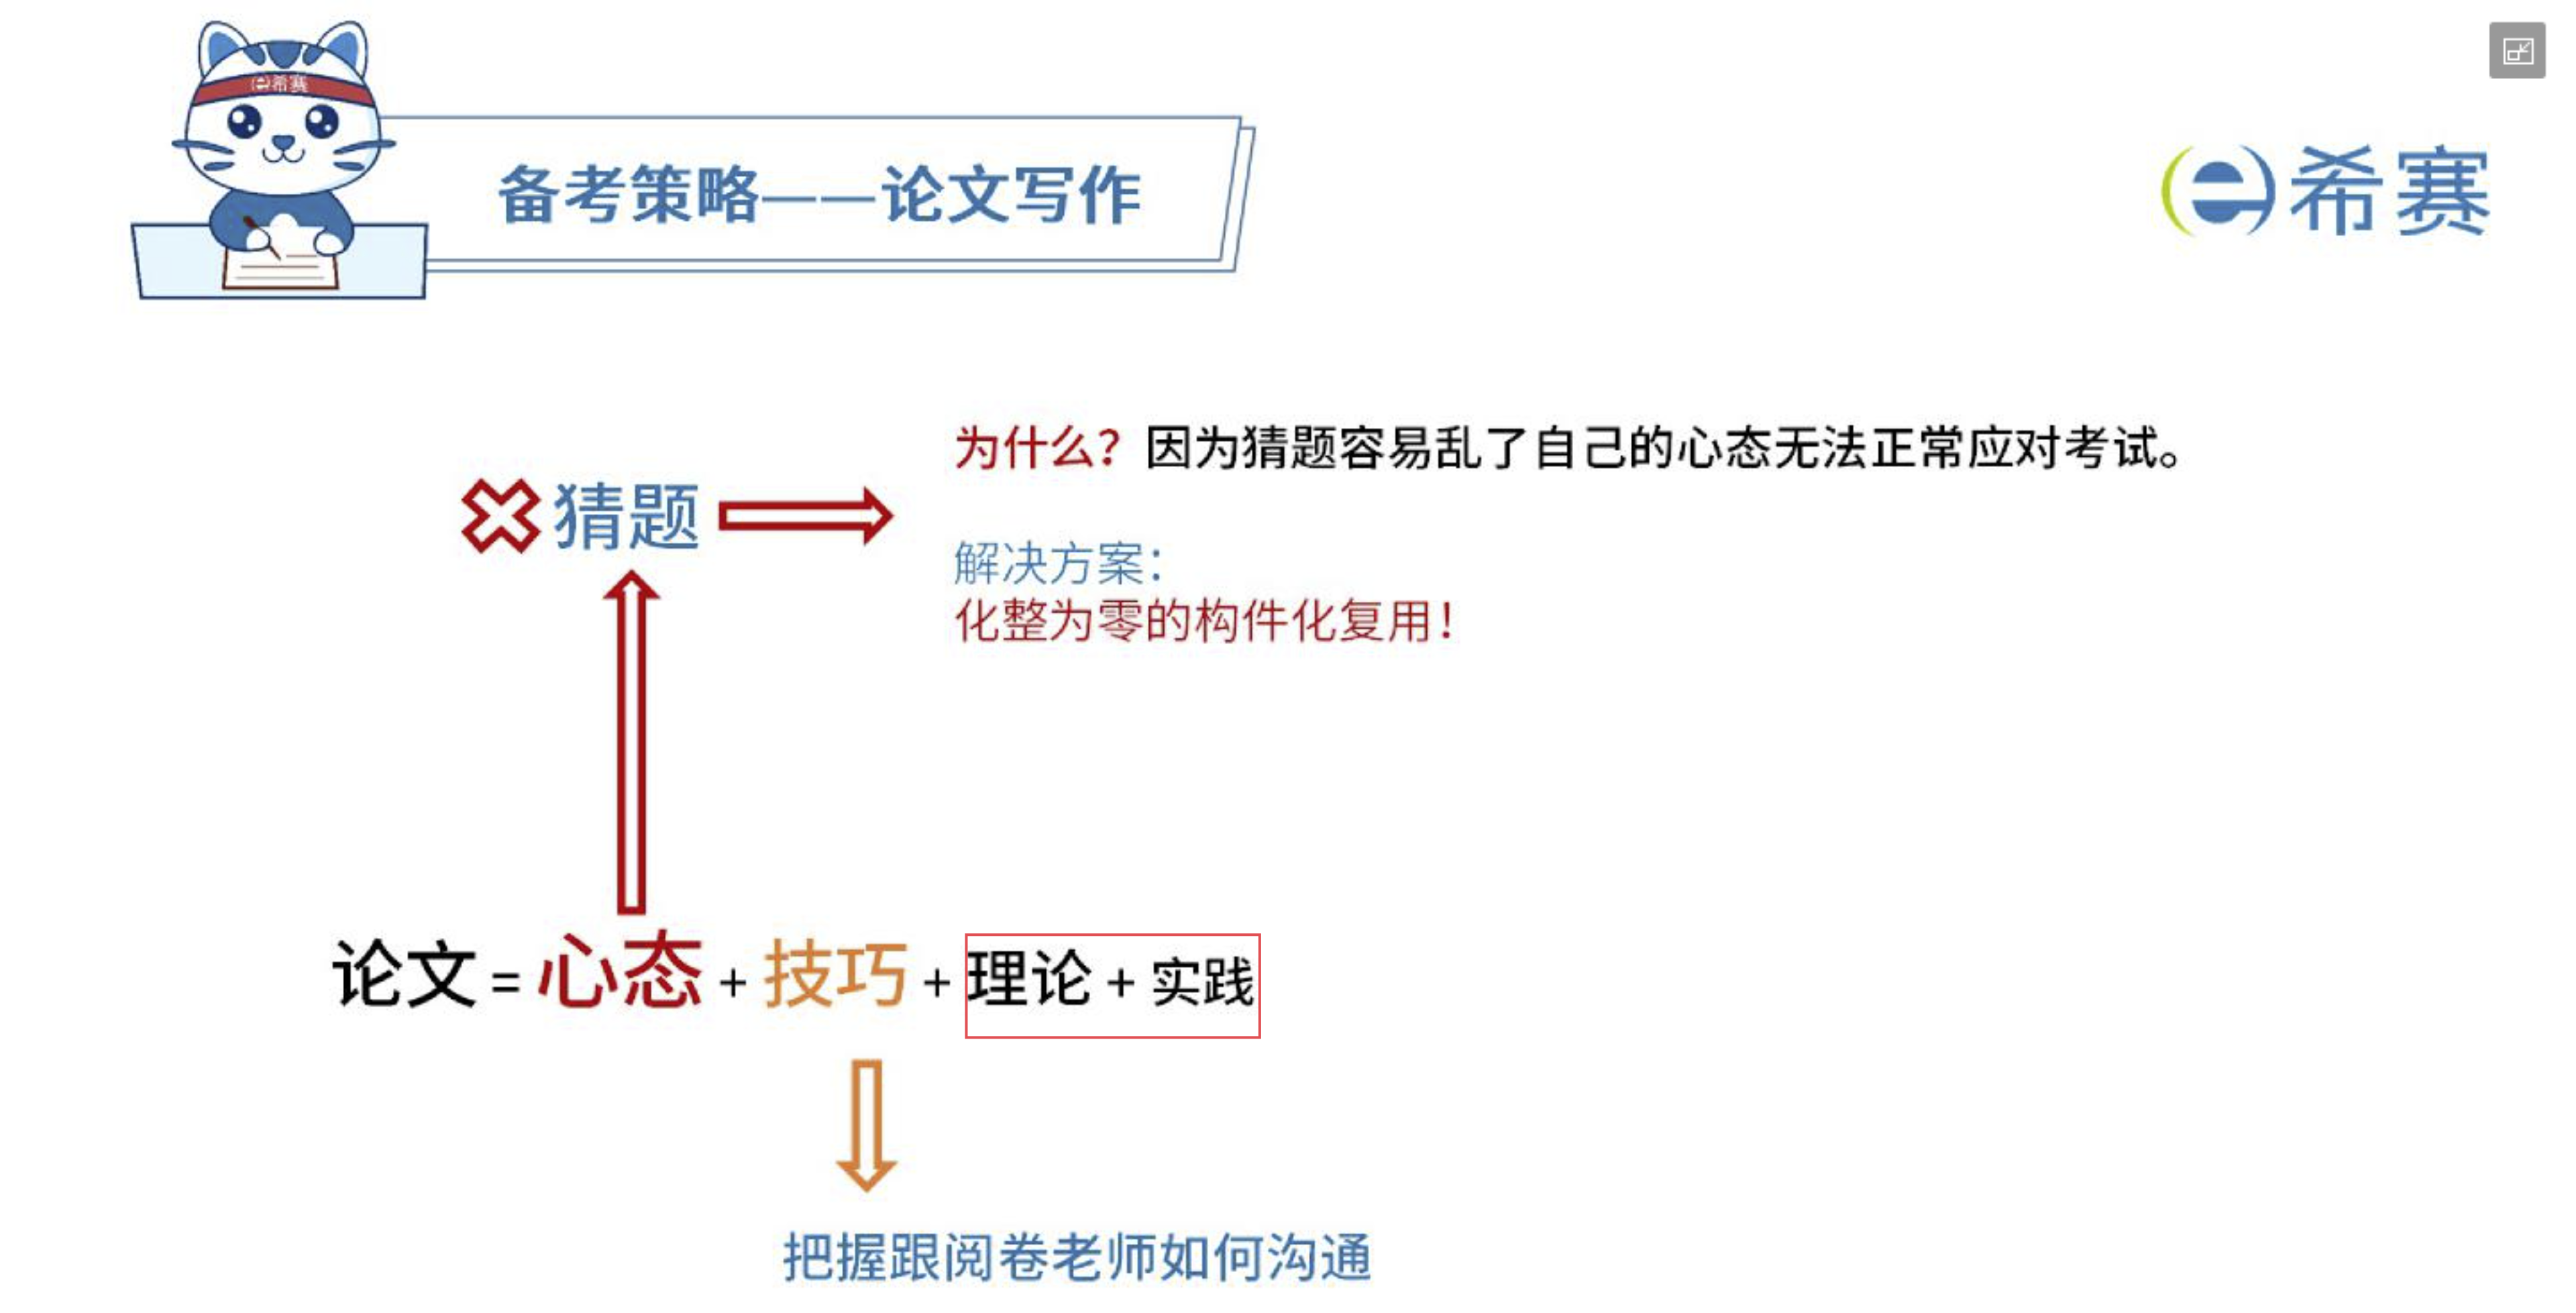 希赛
备考策略——论文写作
希赛
为什么？因为猜题容易乱了自己的心态无法正常应对考试。
猜题
解决方案：
化整为零的构件化复用！
论文=心态+技巧+理论+实践
把握跟阅卷老师如何沟通